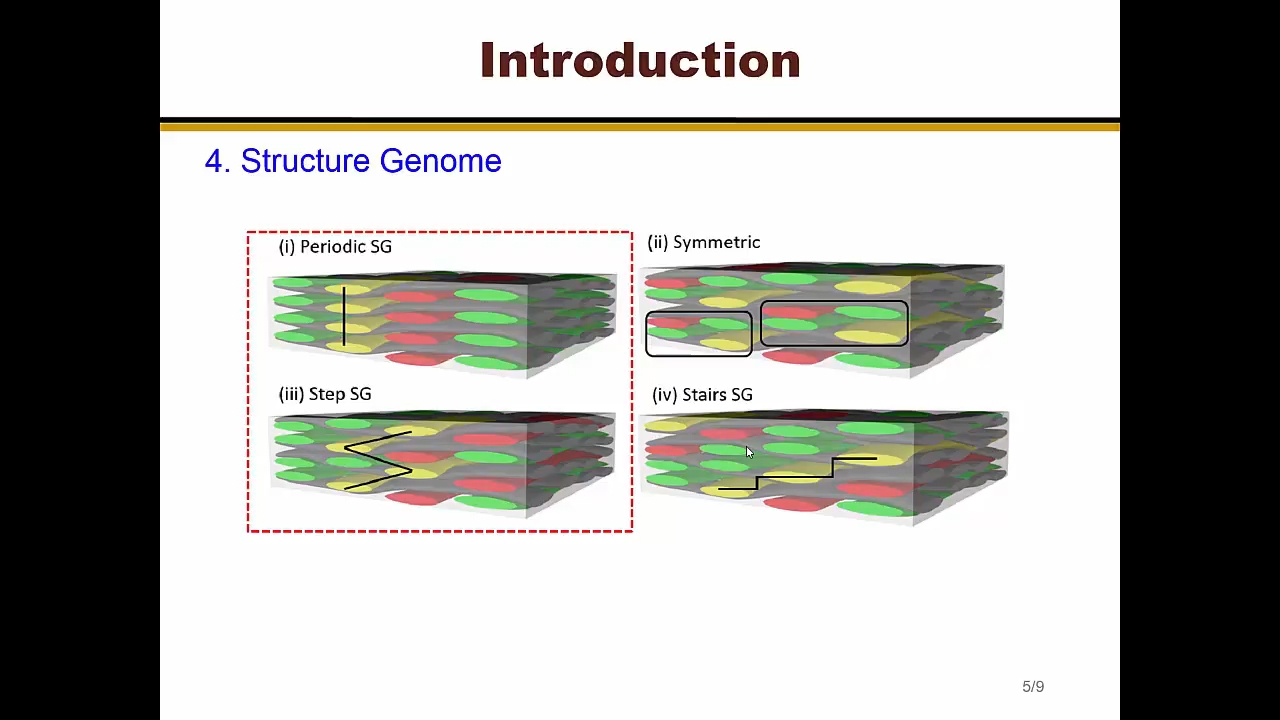 Introduction
4. Structure Genome
(i) Periodic SG
(ii) Symmetric
(iii) Step SG
(iv) Stairs SG
5/9